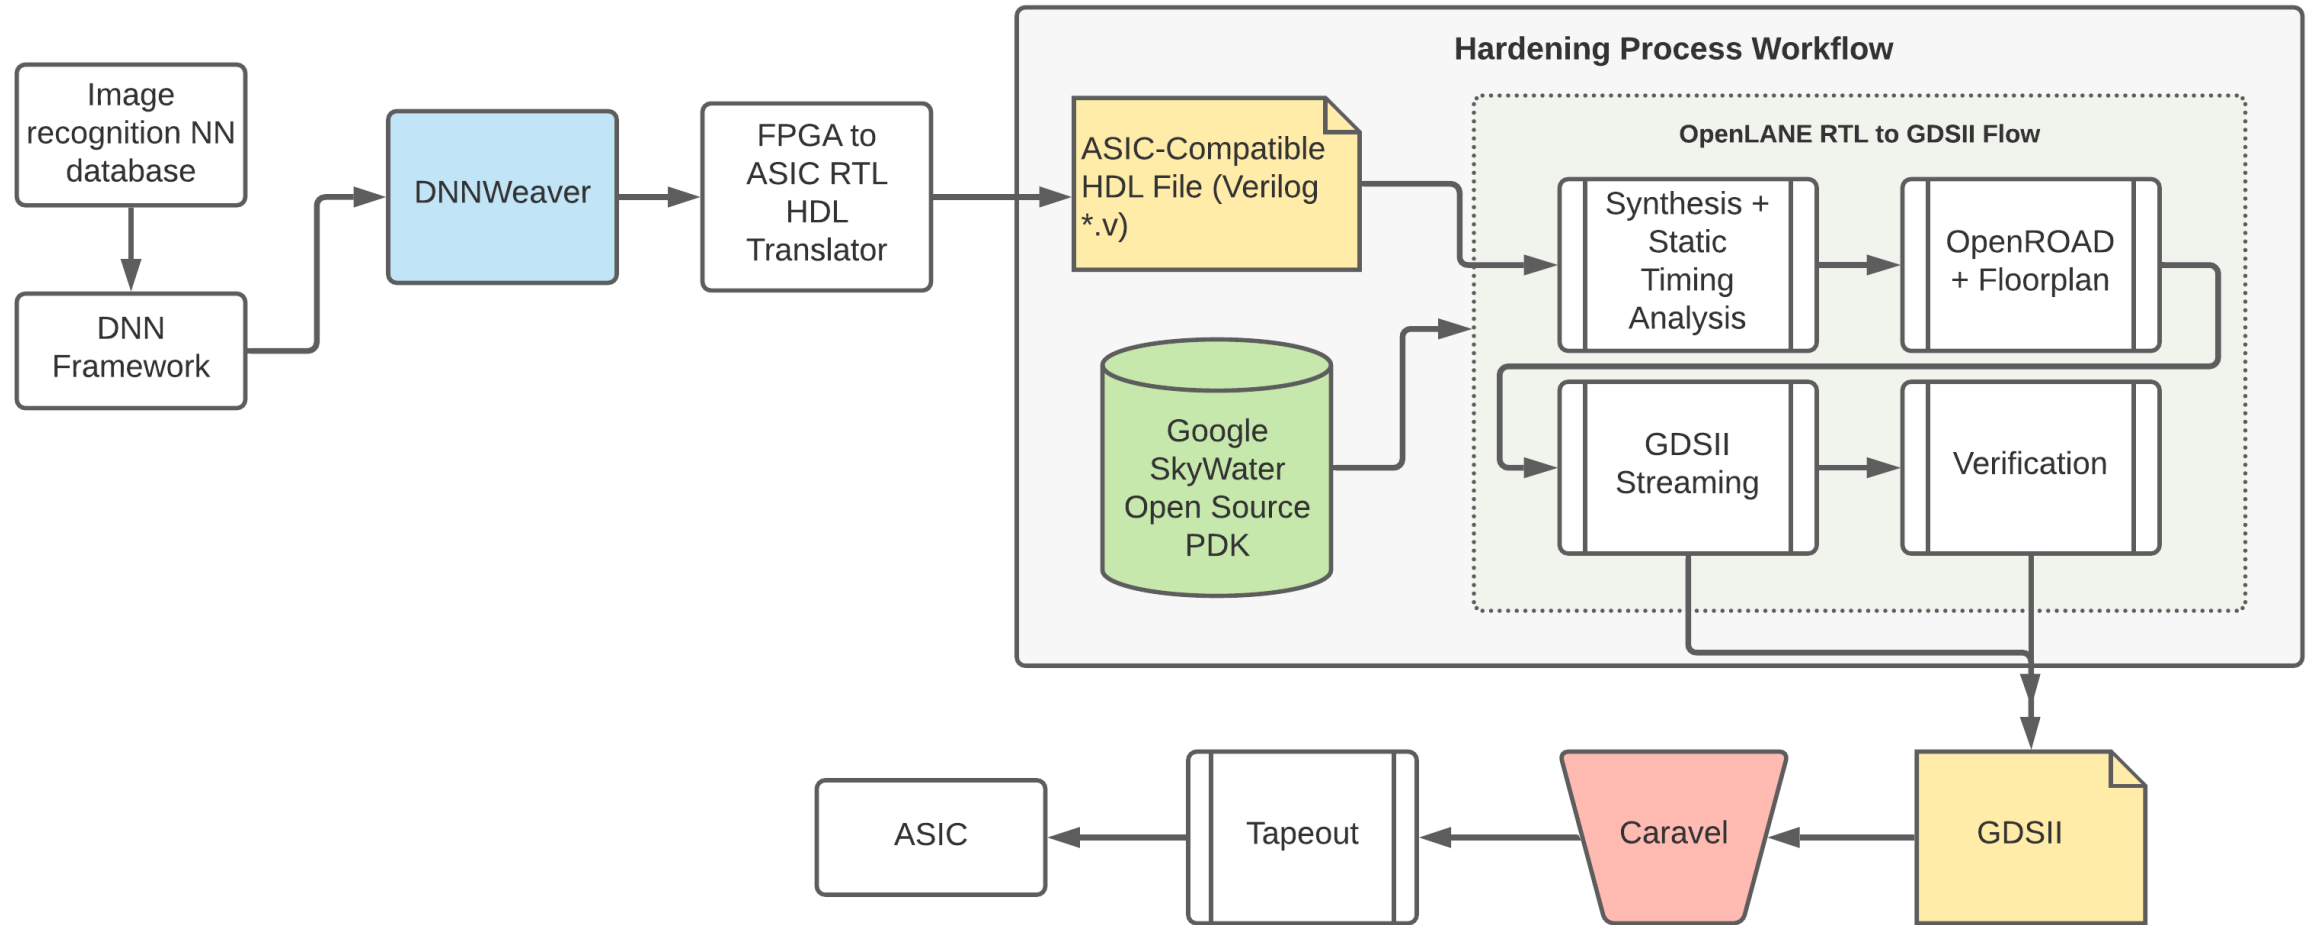 Image
recognition NN
database
DNN
Framework
DNNWeaver
FPGA to
ASIC RTL
HDL
Translator
Hardening Process Workflow
ASIC-Compatible
HDL File (Verilog
*.v)
Google
SkyWater
Open Source
PDK
OpenLANE RTL to GDSII Flow
Synthesis +
Static
Timing
Analysis
OpenROAD
+ Floorplan
GDSII
Streaming
Verification
GDSII
Caravel
Tapeout
ASIC